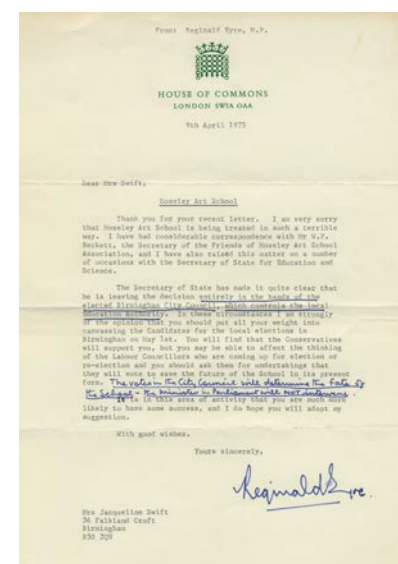 From: Reginald Eyre, M.P.
HOUSE OF COMMONS
LONDON SW1A 0AA
9th April 1975
Dear Mrs Swift,
Moseley Art School
Thank you for your recent letter. I am very sorry
that Moseley Art School is being treated in such a terrible
way. I have had considerable correspondence with Mr W.F.
Beckett, the Secretary of the Friends of Moseley Art School
Association, and I have also raised this matter on a number
of occasions with the Secretary of State for Education and
Science.
The Secretary of State has made it quite clear that
he is leaving the decision entirely in the hands of the
elected Birmingham City Council, which controls the local
Education Authority. In these circumstances I am strongly
of the opinion that you should put all your weight into
canvassing the Candidates for the local elections in
Birmingham on May 1st. You will find that the Conservatives
will support you, but you may be able to affect the thinking
of the Labour Councillors who are coming up for election or
re-election and you should ask them for undertakings that
they will vote to save the future of the School in its present
form. The votes in the City Council will determine the fate of
the School - the Minister in Parliament will NOT intervene.
It is in this area of activity that you are much more
likely to have some success, and I do hope you will adopt my
suggestion.
With good wishes.
Yours sincerely,
Reginald Eyre.
Mrs Jacqueline Swift
36 Falkland Croft
Birmingham
B30 2QH